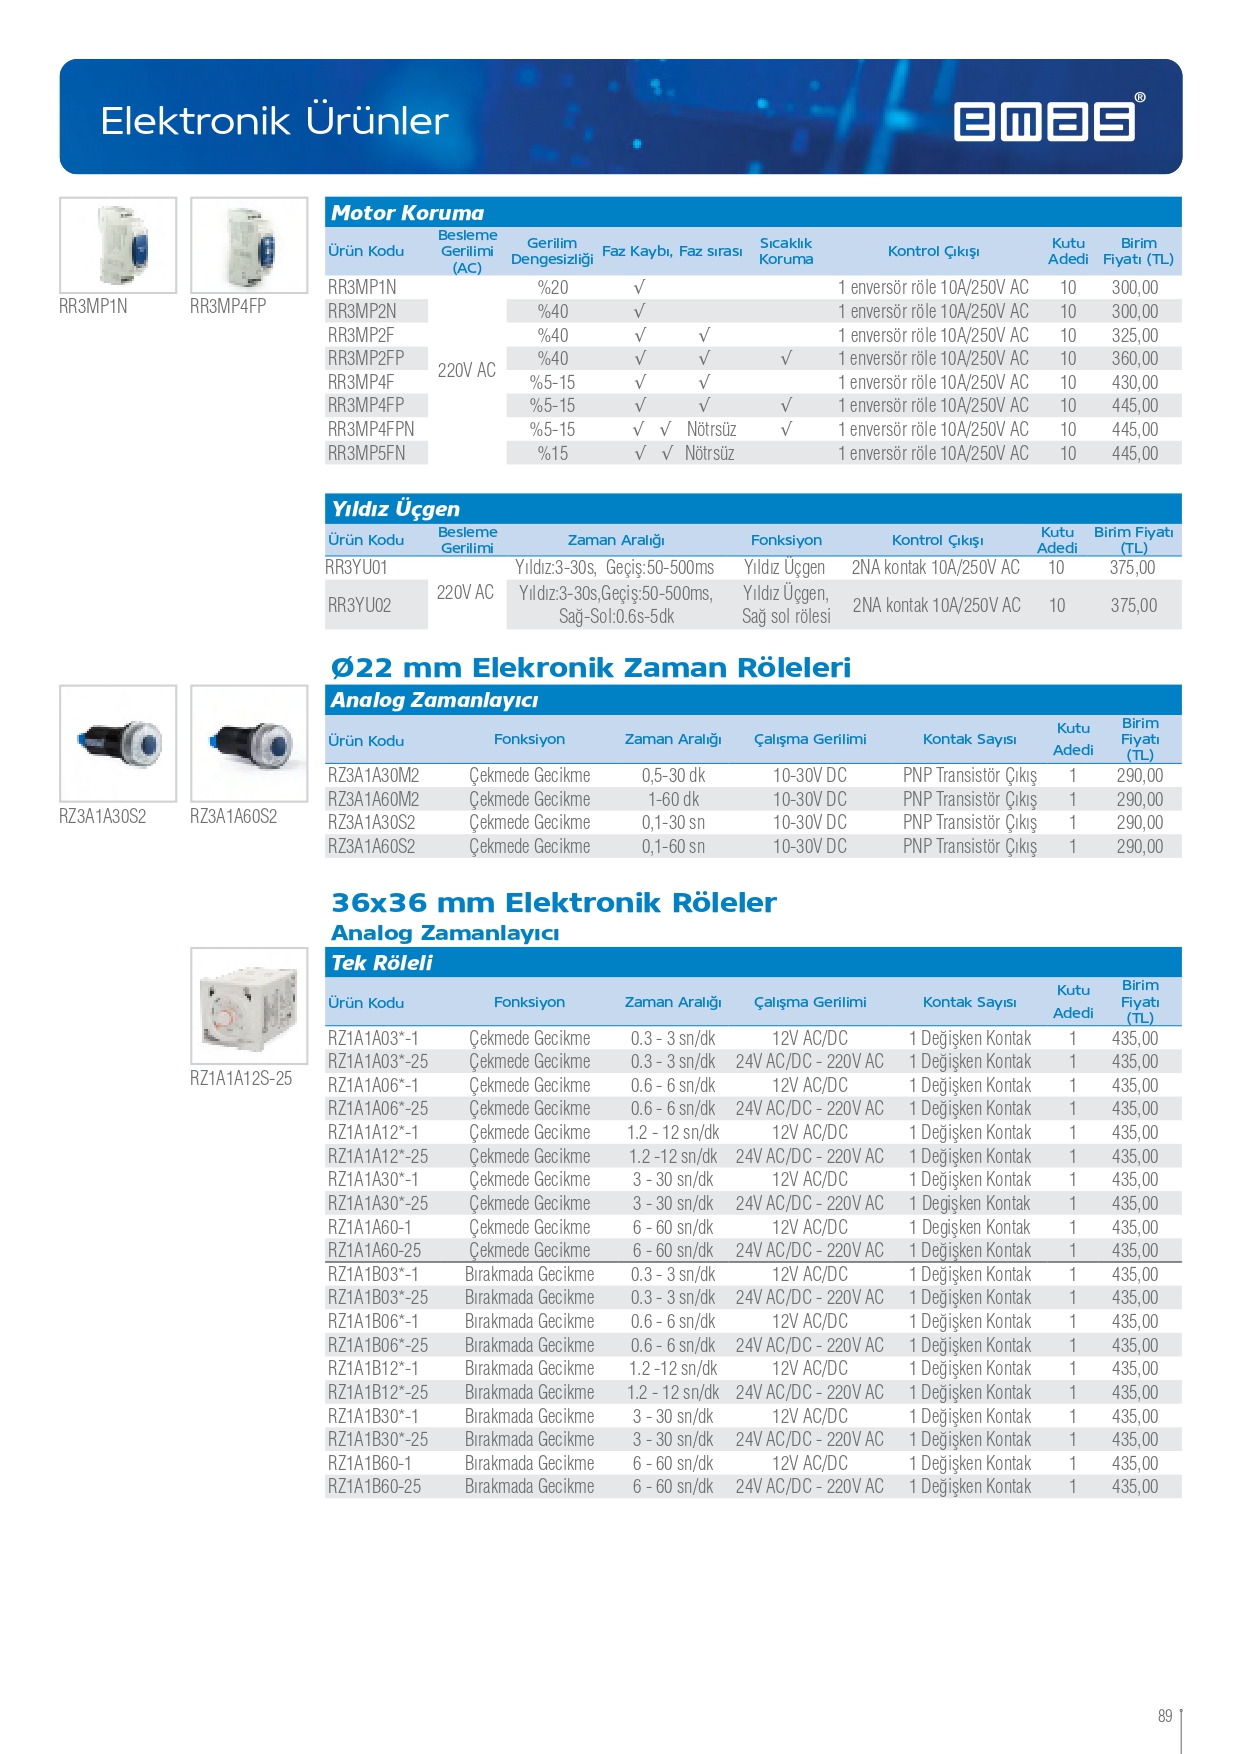 Elektronik Ürünler
emas®
RR3MP1N RR3MP4FP
Motor Koruma
Ürün Kodu Besleme Gerilimi (AC) Gerilim Dengesizliği Faz Kaybı, Faz sırası Sıcaklık Koruma Kontrol Çıkışı Kutu Adedi Birim Fiyatı (TL)
RR3MP1N %20 √ 1 enversör röle 10A/250V AC 10 300,00
RR3MP2N %40 √ 1 enversör röle 10A/250V AC 10 300,00
RR3MP2F %40 √ √ 1 enversör röle 10A/250V AC 10 325,00
RR3MP2FP %40 √ √ √ 1 enversör röle 10A/250V AC 10 360,00
220V AC
RR3MP4F %5-15 √ √ 1 enversör röle 10A/250V AC 10 430,00
RR3MP4FP %5-15 √ √ √ 1 enversör röle 10A/250V AC 10 445,00
RR3MP4FPN %5-15 √ √ Nötrsüz √ 1 enversör röle 10A/250V AC 10 445,00
RR3MP5FN %15 √ √ Nötrsüz 1 enversör röle 10A/250V AC 10 445,00
Yıldız Üçgen
Ürün Kodu Besleme Gerilimi Zaman Aralığı Fonksiyon Kontrol Çıkışı Kutu Adedi Birim Fiyatı (TL)
RR3YU01 Yıldız:3-30s, Geçiş:50-500ms Yıldız Üçgen 2NA kontak 10A/250V AC 10 375,00
220V AC
RR3YU02 Yıldız:3-30s,Geçiş:50-500ms, Sağ-Sol:0.6s-5dk Yıldız Üçgen, Sağ sol rölesi 2NA kontak 10A/250V AC 10 375,00
Ø22 mm Elekronik Zaman Röleleri
RZ3A1A30S2 RZ3A1A60S2
Analog Zamanlayıcı
Ürün Kodu Fonksiyon Zaman Aralığı Çalışma Gerilimi Kontak Sayısı Kutu Adedi Birim Fiyatı (TL)
RZ3A1A30M2 Çekmede Gecikme 0,5-30 dk 10-30V DC PNP Transistör Çıkış 1 290,00
RZ3A1A60M2 Çekmede Gecikme 1-60 dk 10-30V DC PNP Transistör Çıkış 1 290,00
RZ3A1A30S2 Çekmede Gecikme 0,1-30 sn 10-30V DC PNP Transistör Çıkış 1 290,00
RZ3A1A60S2 Çekmede Gecikme 0,1-60 sn 10-30V DC PNP Transistör Çıkış 1 290,00
36x36 mm Elektronik Röleler
Analog Zamanlayıcı
RZ1A1A12S-25
Tek Röleli
Ürün Kodu Fonksiyon Zaman Aralığı Çalışma Gerilimi Kontak Sayısı Kutu Adedi Birim Fiyatı (TL)
RZ1A1A03*-1 Çekmede Gecikme 0.3 - 3 sn/dk 12V AC/DC 1 Değişken Kontak 1 435,00
RZ1A1A03*-25 Çekmede Gecikme 0.3 - 3 sn/dk 24V AC/DC - 220V AC 1 Değişken Kontak 1 435,00
RZ1A1A06*-1 Çekmede Gecikme 0.6 - 6 sn/dk 12V AC/DC 1 Değişken Kontak 1 435,00
RZ1A1A06*-25 Çekmede Gecikme 0.6 - 6 sn/dk 24V AC/DC - 220V AC 1 Değişken Kontak 1 435,00
RZ1A1A12*-1 Çekmede Gecikme 1.2 - 12 sn/dk 12V AC/DC 1 Değişken Kontak 1 435,00
RZ1A1A12*-25 Çekmede Gecikme 1.2 -12 sn/dk 24V AC/DC - 220V AC 1 Değişken Kontak 1 435,00
RZ1A1A30*-1 Çekmede Gecikme 3 - 30 sn/dk 12V AC/DC 1 Değişken Kontak 1 435,00
RZ1A1A30*-25 Çekmede Gecikme 3 - 30 sn/dk 24V AC/DC - 220V AC 1 Degişken Kontak 1 435,00
RZ1A1A60-1 Çekmede Gecikme 6 - 60 sn/dk 12V AC/DC 1 Degişken Kontak 1 435,00
RZ1A1A60-25 Çekmede Gecikme 6 - 60 sn/dk 24V AC/DC - 220V AC 1 Değişken Kontak 1 435,00
RZ1A1B03*-1 Bırakmada Gecikme 0.3 - 3 sn/dk 12V AC/DC 1 Değişken Kontak 1 435,00
RZ1A1B03*-25 Bırakmada Gecikme 0.3 - 3 sn/dk 24V AC/DC - 220V AC 1 Değişken Kontak 1 435,00
RZ1A1B06*-1 Bırakmada Gecikme 0.6 - 6 sn/dk 12V AC/DC 1 Değişken Kontak 1 435,00
RZ1A1B06*-25 Bırakmada Gecikme 0.6 - 6 sn/dk 24V AC/DC - 220V AC 1 Değişken Kontak 1 435,00
RZ1A1B12*-1 Bırakmada Gecikme 1.2 -12 sn/dk 12V AC/DC 1 Değişken Kontak 1 435,00
RZ1A1B12*-25 Bırakmada Gecikme 1.2 - 12 sn/dk 24V AC/DC - 220V AC 1 Değişken Kontak 1 435,00
RZ1A1B30*-1 Bırakmada Gecikme 3 - 30 sn/dk 12V AC/DC 1 Değişken Kontak 1 435,00
RZ1A1B30*-25 Bırakmada Gecikme 3 - 30 sn/dk 24V AC/DC - 220V AC 1 Değişken Kontak 1 435,00
RZ1A1B60-1 Bırakmada Gecikme 6 - 60 sn/dk 12V AC/DC 1 Değişken Kontak 1 435,00
RZ1A1B60-25 Bırakmada Gecikme 6 - 60 sn/dk 24V AC/DC - 220V AC 1 Değişken Kontak 1 435,00
89